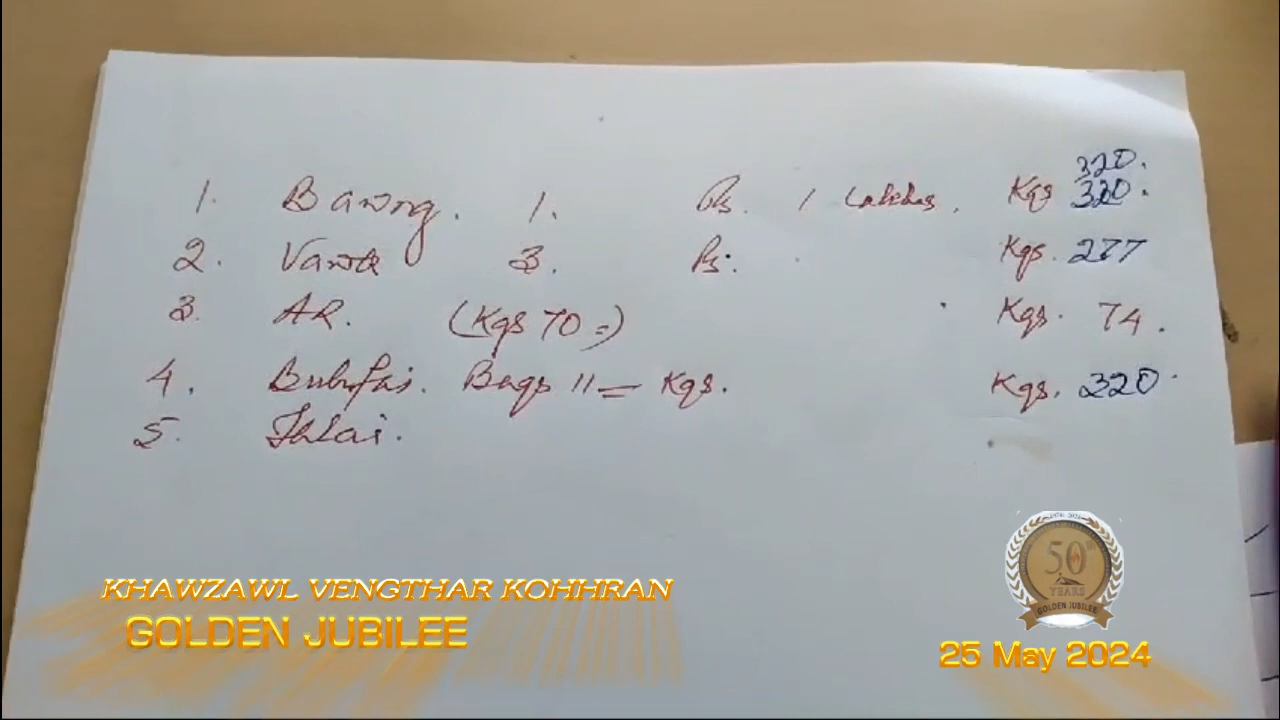 320.
1. Bawng. 1. Rs. 1 Lakhs. Kgs 320.
2. Vawk 3. Rs. Kgs. 277
3. AR. (Kgs 70 =) Kgs. 74.
4. Bubfai. Bags 11 = Kgs. Kgs. 320.
5. Thlai.
50
YEARS
GOLDEN JUBILEE
KHAWZAWL VENGTHAR KOHHRAN
GOLDEN JUBILEE
25 May 2024